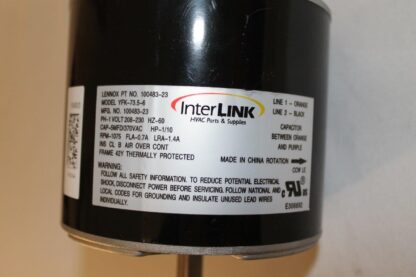 LENNOX PT NO. 100483-23
MODEL YFK-73.5-6
MFG NO. 100483-23
PH-1 VOLT 208-230 HZ-60
CAP-5MFD/370VAC HP-1/10
RPM-1075 FLA-0.7A LRA-1.4A
INS CL B AIR OVER CONT
FRAME 42Y THERMALLY PROTECTED
InterLINK
HVAC Parts & Supplies
LINE 1 - ORANGE
LINE 2 - BLACK
CAPACITOR
BETWEEN ORANGE
AND PURPLE
MADE IN CHINA ROTATION
CCW LE
WARNING:
FOLLOW ALL SAFETY INFORMATION. TO REDUCE POTENTIAL ELECTRICAL
SHOCK, DISCONNECT POWER BEFORE SERVICING. FOLLOW NATIONAL AND
LOCAL CODES FOR GROUNDING AND INSULATE UNUSED LEAD WIRES
c UL us